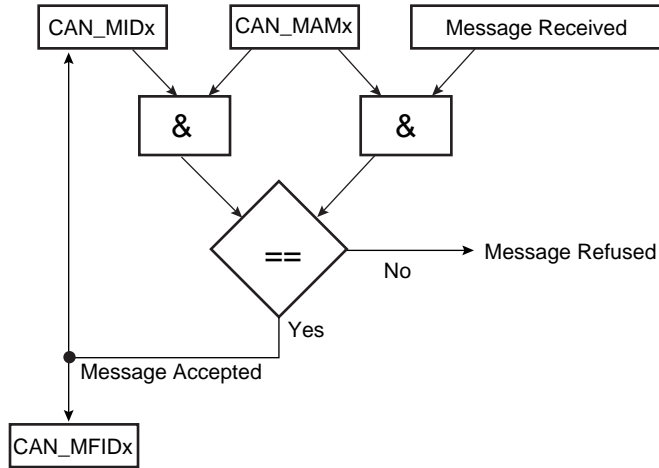 CAN_MIDx
CAN_MAMx
Message Received
&
&
==
No
Message Refused
Yes
Message Accepted
CAN_MFIDx